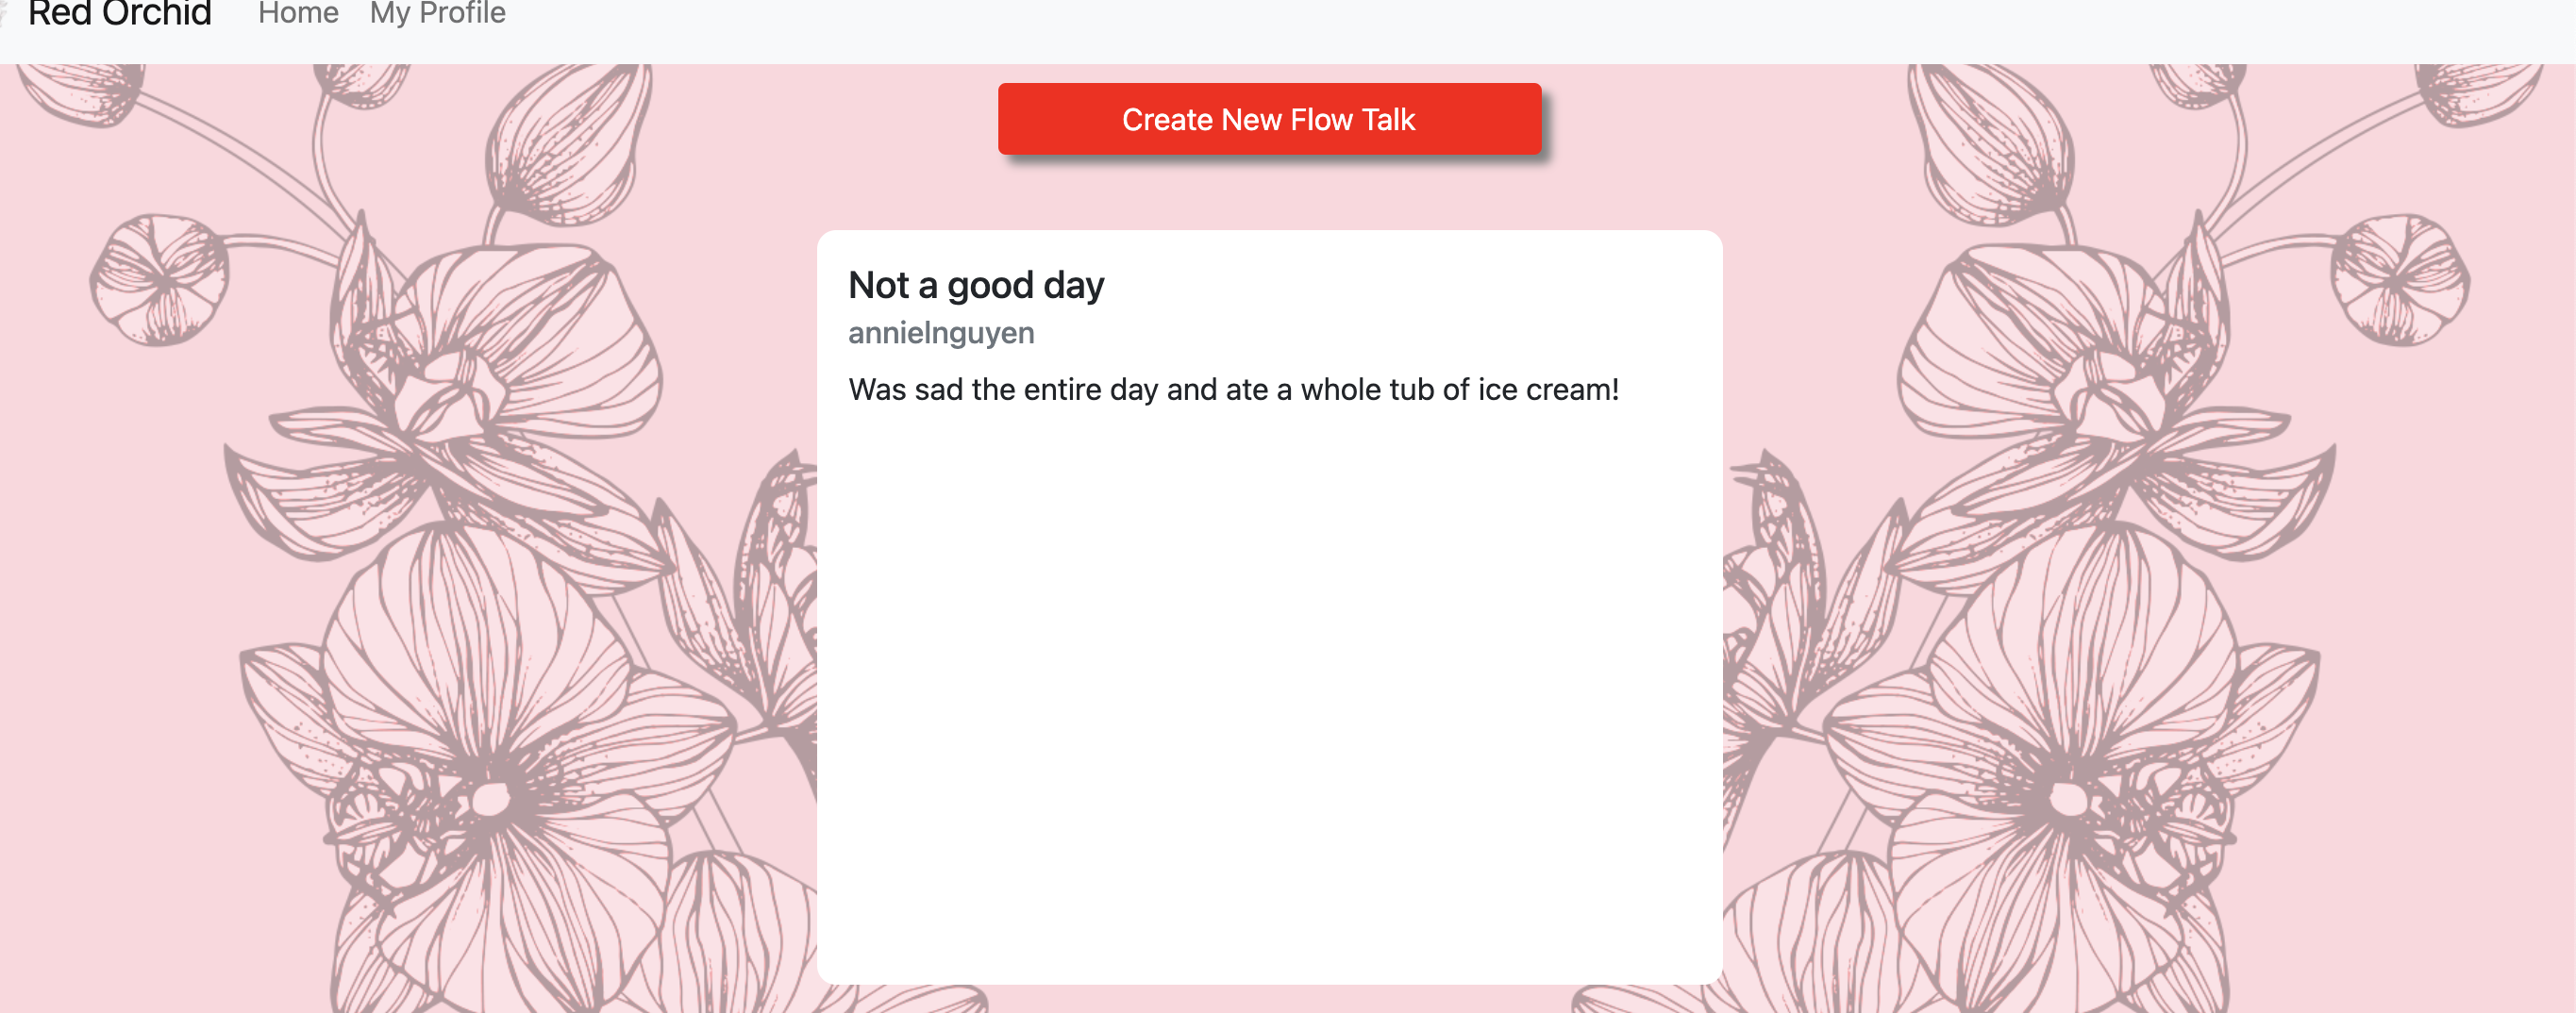 Red Orchid Home My Profile
Create New Flow Talk
Not a good day
annielnguyen
Was sad the entire day and ate a whole tub of ice cream!